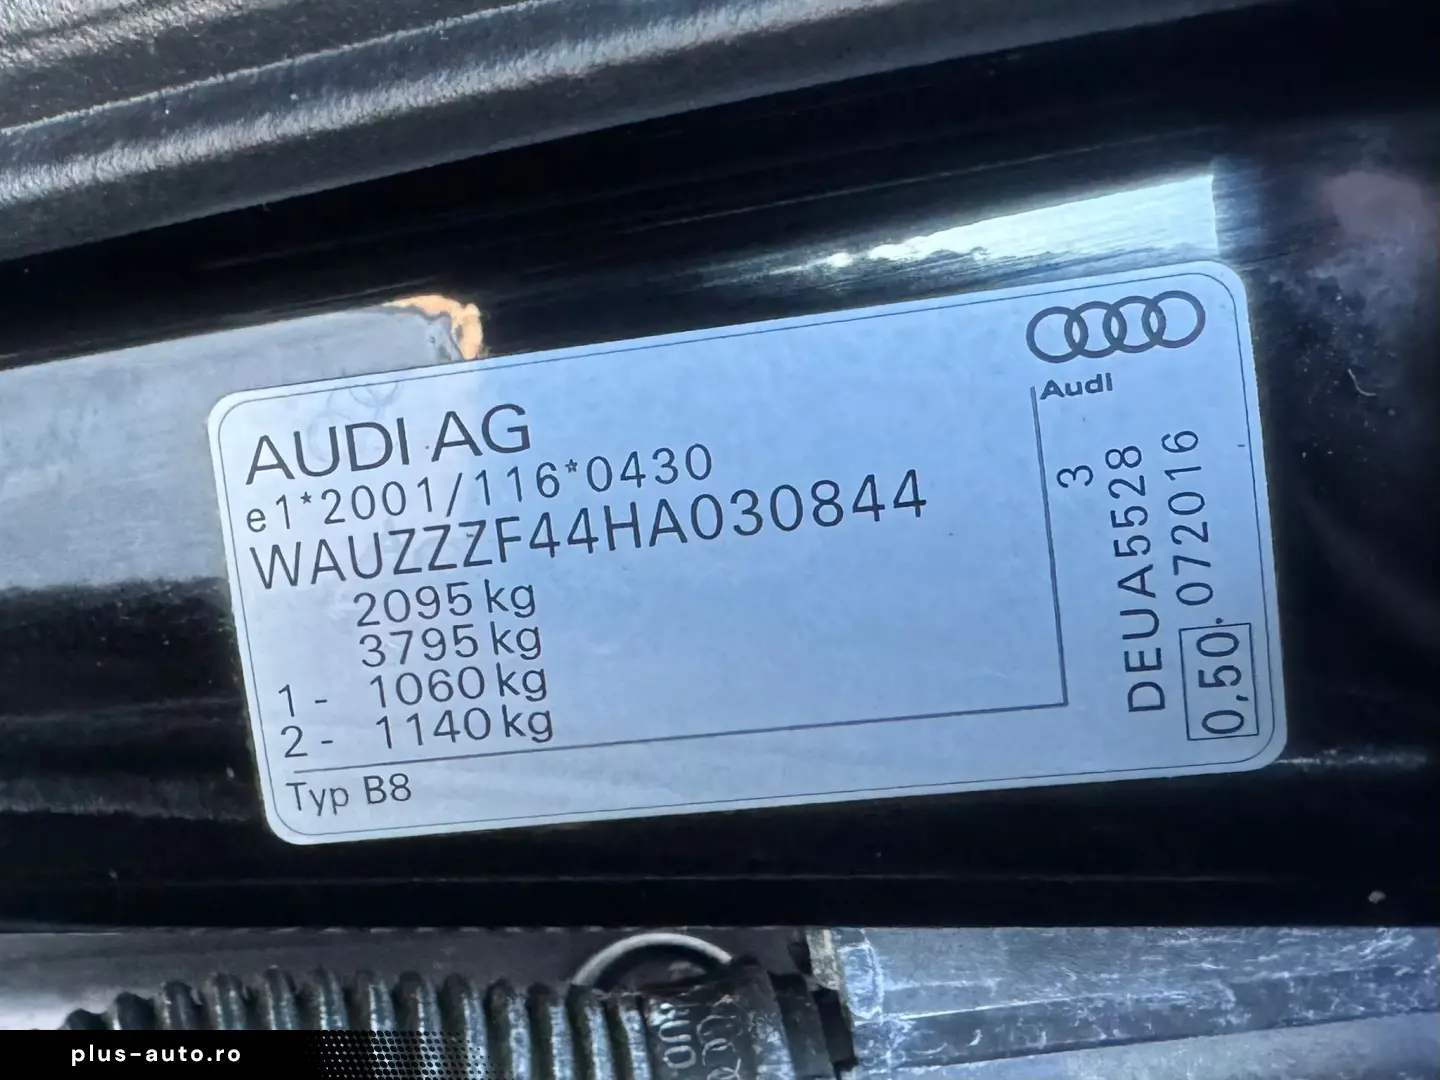 Audi
AUDI AG
e1*2001/116*0430
WAUZZZF44HA030844
2095 kg
3795 kg
1 - 1060 kg
2 - 1140 kg
Typ B8
3
DEUA5528
0,50· 072016
plus-auto.ro